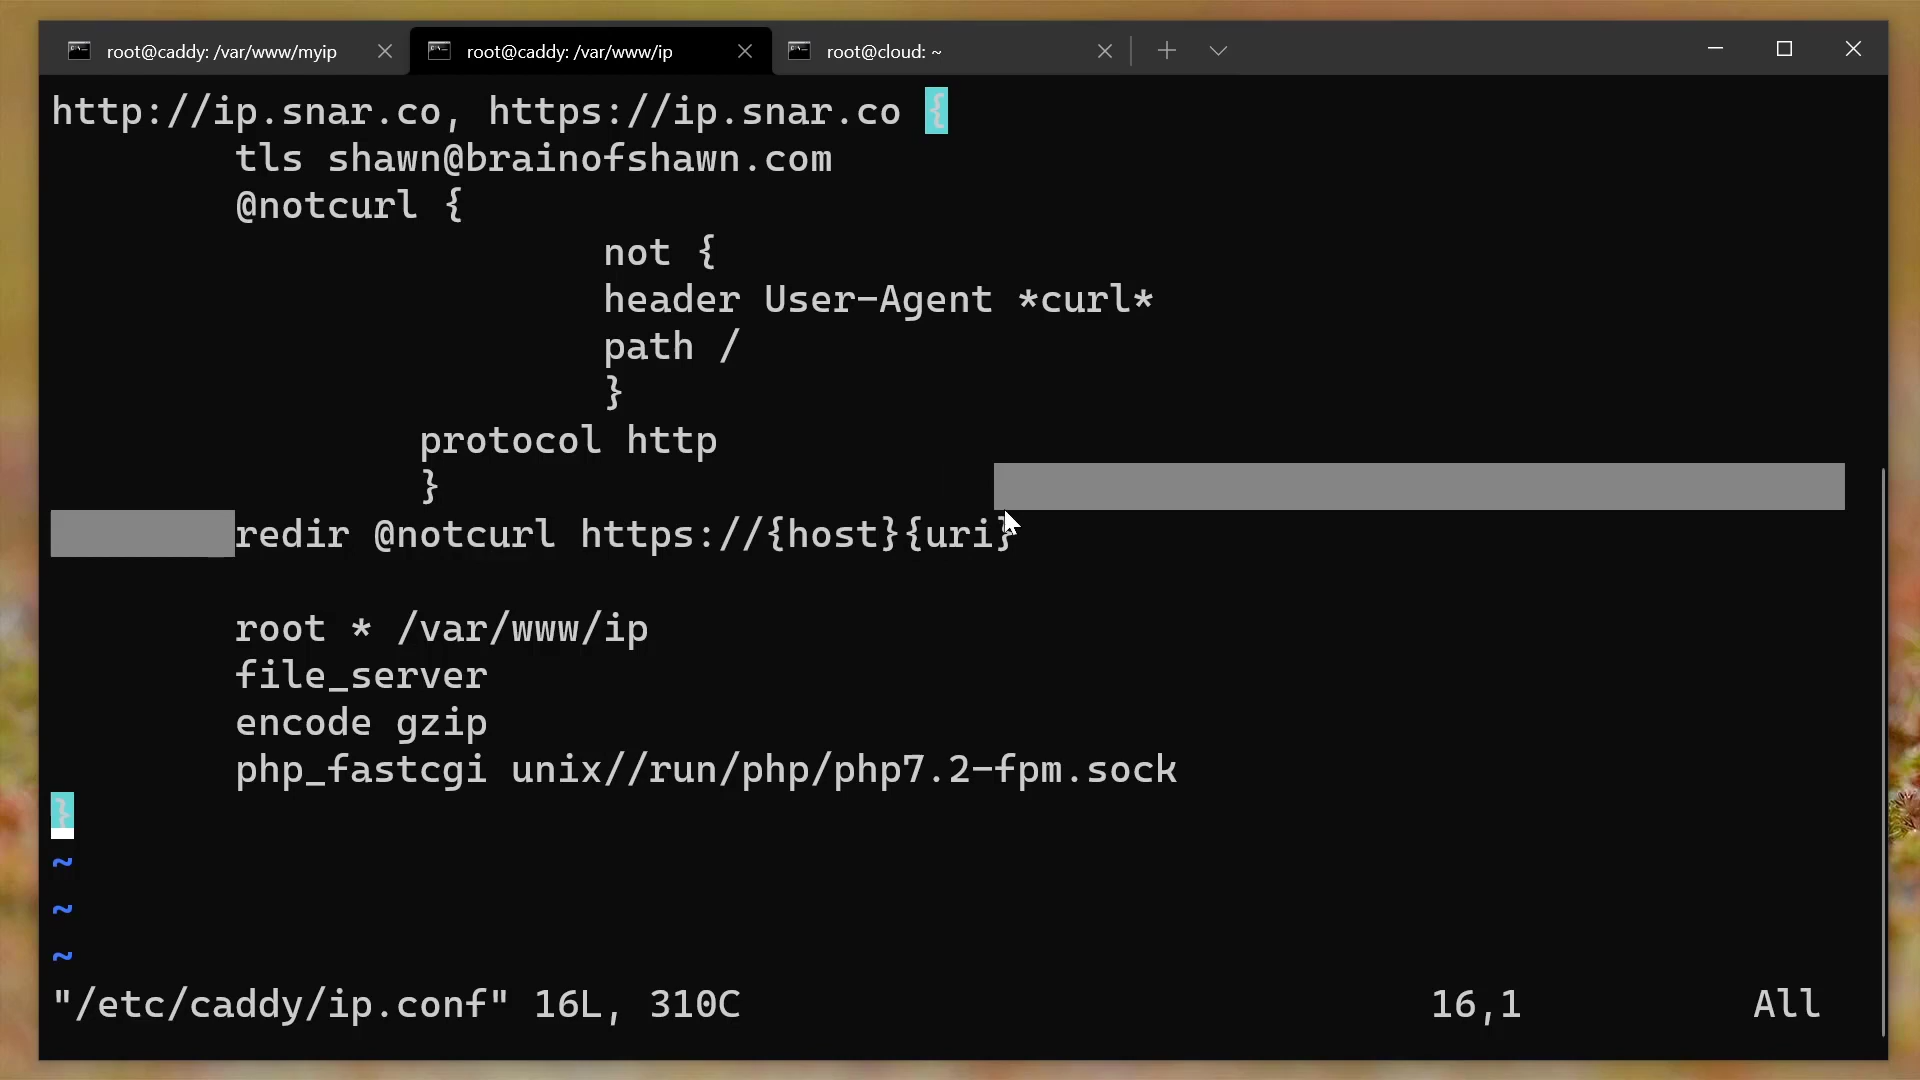 root@caddy: /var/www/myip
root@caddy: /var/www/ip
root@cloud: ~
http://ip.snar.co, https://ip.snar.co {
tls shawn@brainofshawn.com
@notcurl {
not {
header User-Agent *curl*
path /
}
protocol http
}
redir @notcurl https://{host}{uri}
root * /var/www/ip
file_server
encode gzip
php_fastcgi unix//run/php/php7.2-fpm.sock
}
~
~
~
"/etc/caddy/ip.conf" 16L, 310C 16,1 All